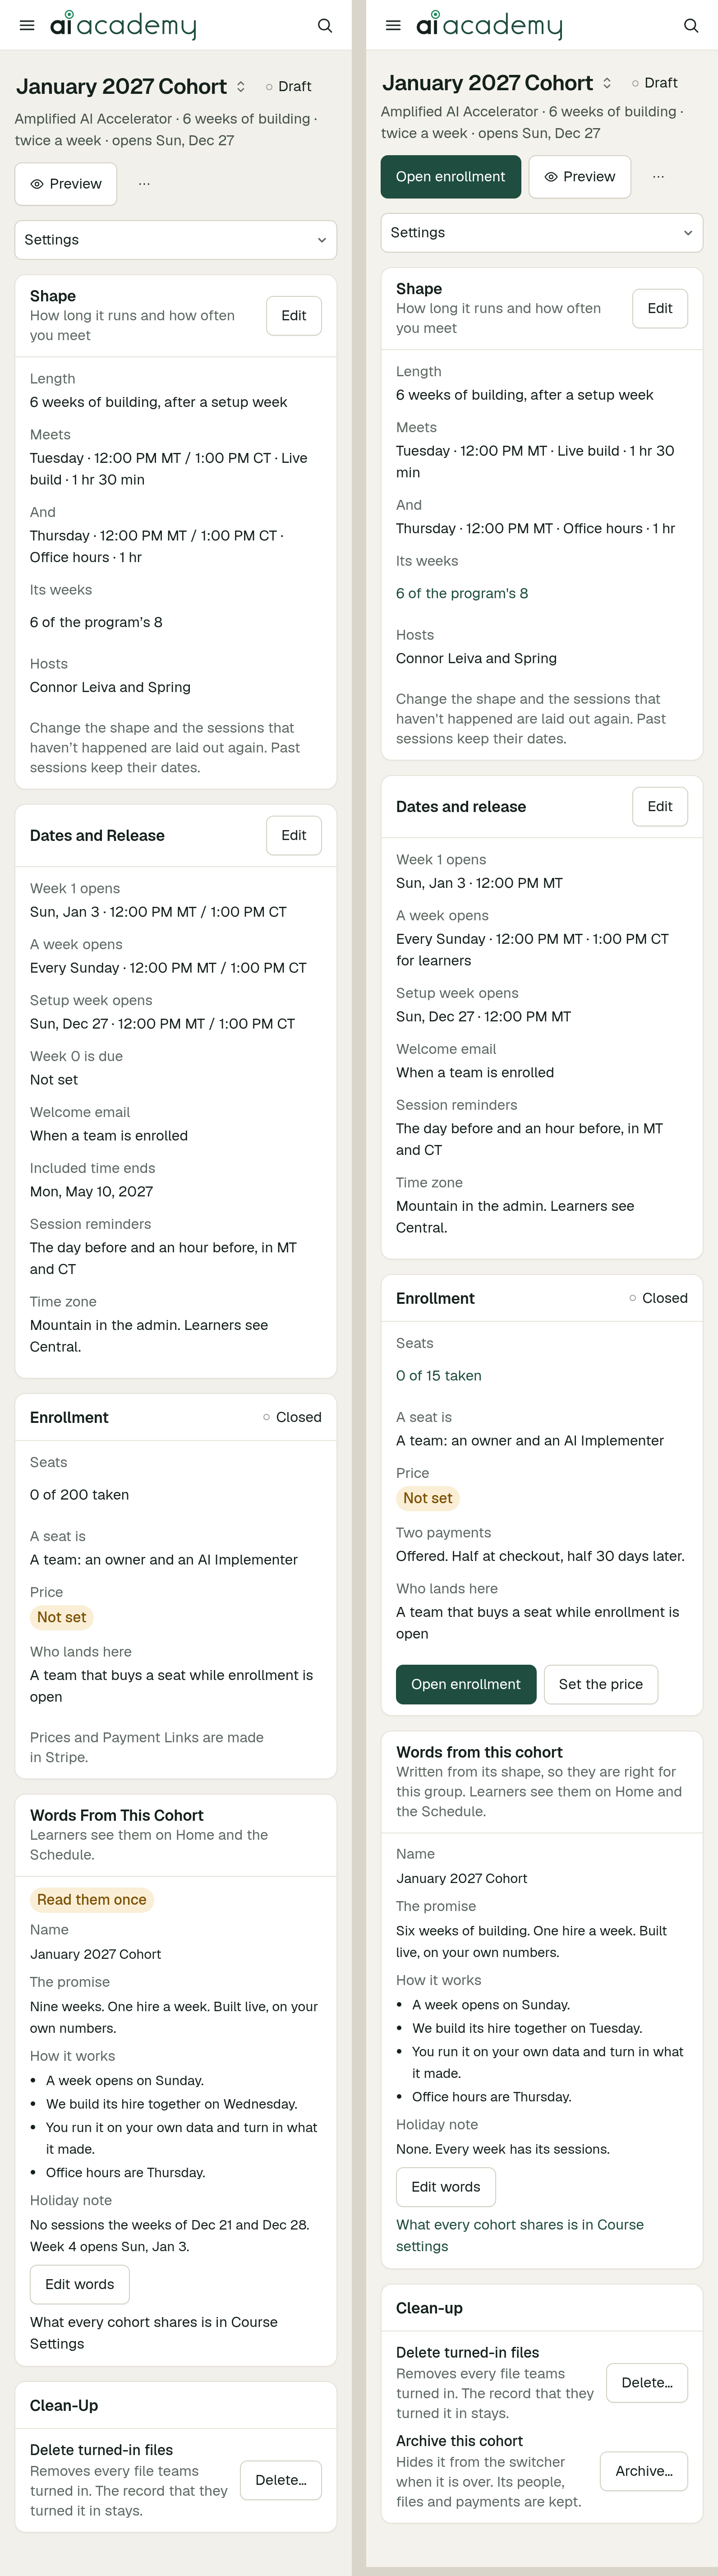 ai academy
January 2027 Cohort
Draft
Amplified AI Accelerator · 6 weeks of building ·
twice a week · opens Sun, Dec 27
Preview
...
Settings
Shape
How long it runs and how often
you meet
Edit
Length
6 weeks of building, after a setup week
Meets
Tuesday · 12:00 PM MT / 1:00 PM CT · Live
build · 1 hr 30 min
And
Thursday · 12:00 PM MT / 1:00 PM CT ·
Office hours · 1 hr
Its weeks
6 of the program's 8
Hosts
Connor Leiva and Spring
Change the shape and the sessions that
haven't happened are laid out again. Past
sessions keep their dates.
Dates and Release
Edit
Week 1 opens
Sun, Jan 3 · 12:00 PM MT / 1:00 PM CT
A week opens
Every Sunday · 12:00 PM MT / 1:00 PM CT
Setup week opens
Sun, Dec 27 · 12:00 PM MT / 1:00 PM CT
Week 0 is due
Not set
Welcome email
When a team is enrolled
Included time ends
Mon, May 10, 2027
Session reminders
The day before and an hour before, in MT
and CT
Time zone
Mountain in the admin. Learners see
Central.
Enrollment
Closed
Seats
0 of 200 taken
A seat is
A team: an owner and an AI Implementer
Price
Not set
Who lands here
A team that buys a seat while enrollment is
open
Prices and Payment Links are made
in Stripe.
Words From This Cohort
Learners see them on Home and the
Schedule.
Read them once
Name
January 2027 Cohort
The promise
Nine weeks. One hire a week. Built live, on your
own numbers.
How it works
• A week opens on Sunday.
• We build its hire together on Wednesday.
• You run it on your own data and turn in what
it made.
• Office hours are Thursday.
Holiday note
No sessions the weeks of Dec 21 and Dec 28.
Week 4 opens Sun, Jan 3.
Edit words
What every cohort shares is in Course
Settings
Clean-Up
Delete turned-in files
Removes every file teams
turned in. The record that they
turned it in stays.
Delete...
ai academy
January 2027 Cohort
Draft
Amplified AI Accelerator · 6 weeks of building ·
twice a week · opens Sun, Dec 27
Open enrollment
Preview
...
Settings
Shape
How long it runs and how often
you meet
Edit
Length
6 weeks of building, after a setup week
Meets
Tuesday · 12:00 PM MT · Live build · 1 hr 30
min
And
Thursday · 12:00 PM MT · Office hours · 1 hr
Its weeks
6 of the program's 8
Hosts
Connor Leiva and Spring
Change the shape and the sessions that
haven't happened are laid out again. Past
sessions keep their dates.
Dates and release
Edit
Week 1 opens
Sun, Jan 3 · 12:00 PM MT
A week opens
Every Sunday · 12:00 PM MT · 1:00 PM CT
for learners
Setup week opens
Sun, Dec 27 · 12:00 PM MT
Welcome email
When a team is enrolled
Session reminders
The day before and an hour before, in MT
and CT
Time zone
Mountain in the admin. Learners see
Central.
Enrollment
Closed
Seats
0 of 15 taken
A seat is
A team: an owner and an AI Implementer
Price
Not set
Two payments
Offered. Half at checkout, half 30 days later.
Who lands here
A team that buys a seat while enrollment is
open
Open enrollment
Set the price
Words from this cohort
Written from its shape, so they are right for
this group. Learners see them on Home and
the Schedule.
Name
January 2027 Cohort
The promise
Six weeks of building. One hire a week. Built
live, on your own numbers.
How it works
• A week opens on Sunday.
• We build its hire together on Tuesday.
• You run it on your own data and turn in what
it made.
• Office hours are Thursday.
Holiday note
None. Every week has its sessions.
Edit words
What every cohort shares is in Course
settings
Clean-up
Delete turned-in files
Removes every file teams
turned in. The record that they
turned it in stays.
Delete...
Archive this cohort
Hides it from the switcher
when it is over. Its people,
files and payments are kept.
Archive...